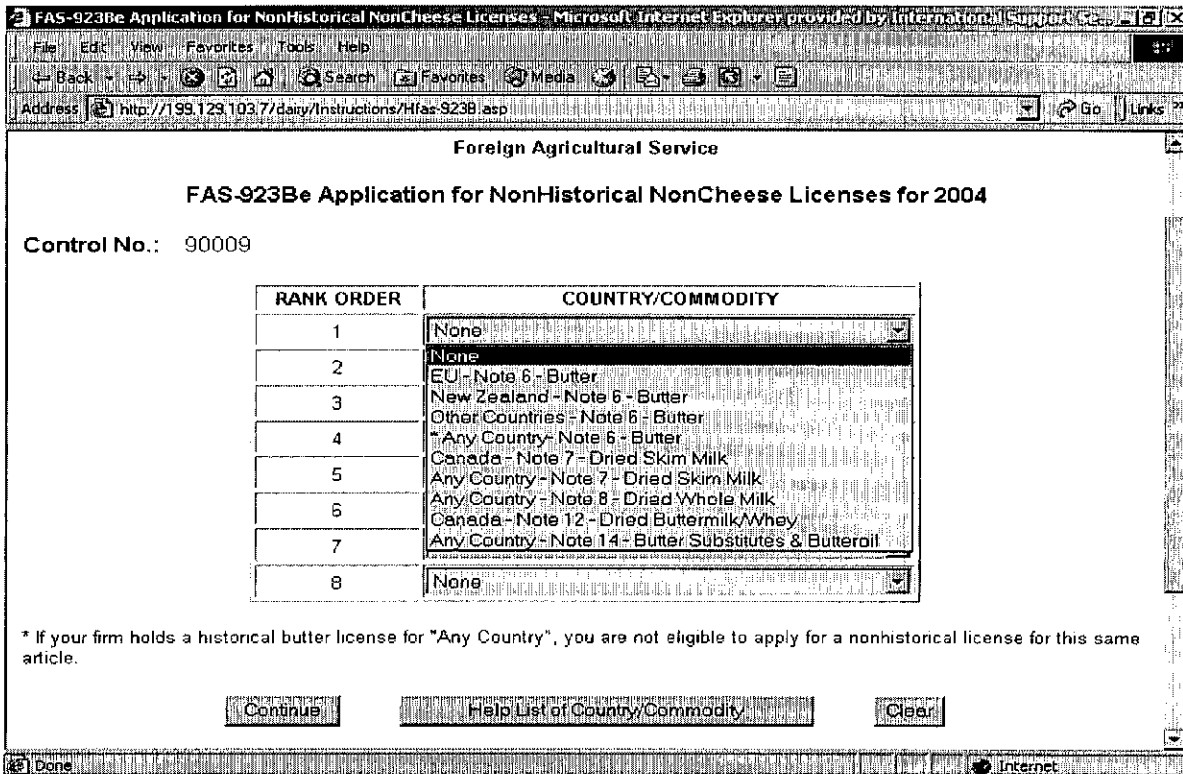 FAS-923Be Application for NonHistorical NonCheese Licenses - Microsoft Internet Explorer provided by International Support
File Edit View Favorites Tools Help
Back Search Favorites Media
Address http://199.129.103.7/dairy/Instructions/Hfas-923B.asp Go Links
Foreign Agricultural Service
FAS-923Be Application for NonHistorical NonCheese Licenses for 2004
Control No.: 90009
RANK ORDER COUNTRY/COMMODITY
1 None
2 None
EU - Note 6 - Butter
3 New Zealand - Note 6 - Butter
Other Countries - Note 6 - Butter
4 * Any Country- Note 6 - Butter
Canada - Note 7 - Dried Skim Milk
5 Any Country - Note 7 - Dried Skim Milk
6 Any Country - Note 8 - Dried Whole Milk
Canada - Note 12 - Dried Buttermilk/Whey
7 Any Country - Note 14 - Butter Substitutes & Butteroil
8 None
* If your firm holds a historical butter license for "Any Country", you are not eligible to apply for a nonhistorical license for this same
article.
Continue Help List of Country/Commodity Clear
Done Internet